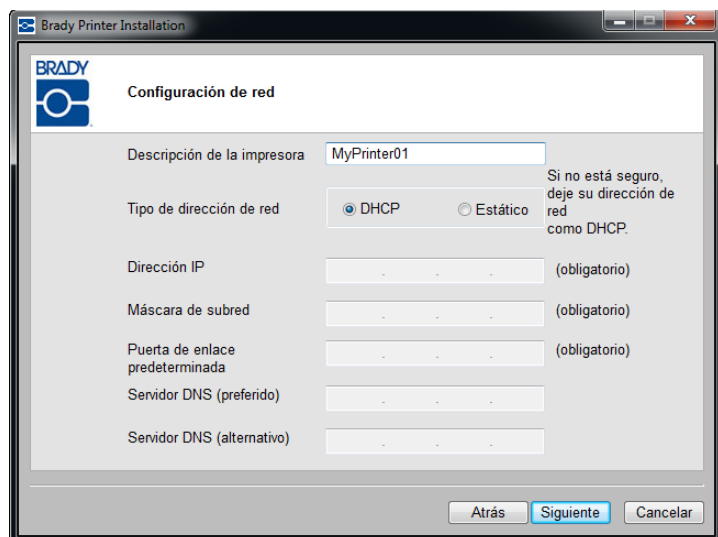 Brady Printer Installation
BRADY
Configuración de red
Descripción de la impresora
MyPrinter01
Tipo de dirección de red
DHCP
Estático
Si no está seguro,
deje su dirección de
red
como DHCP.
Dirección IP
(obligatorio)
Máscara de subred
(obligatorio)
Puerta de enlace
predeterminada
(obligatorio)
Servidor DNS (preferido)
Servidor DNS (alternativo)
Atrás
Siguiente
Cancelar